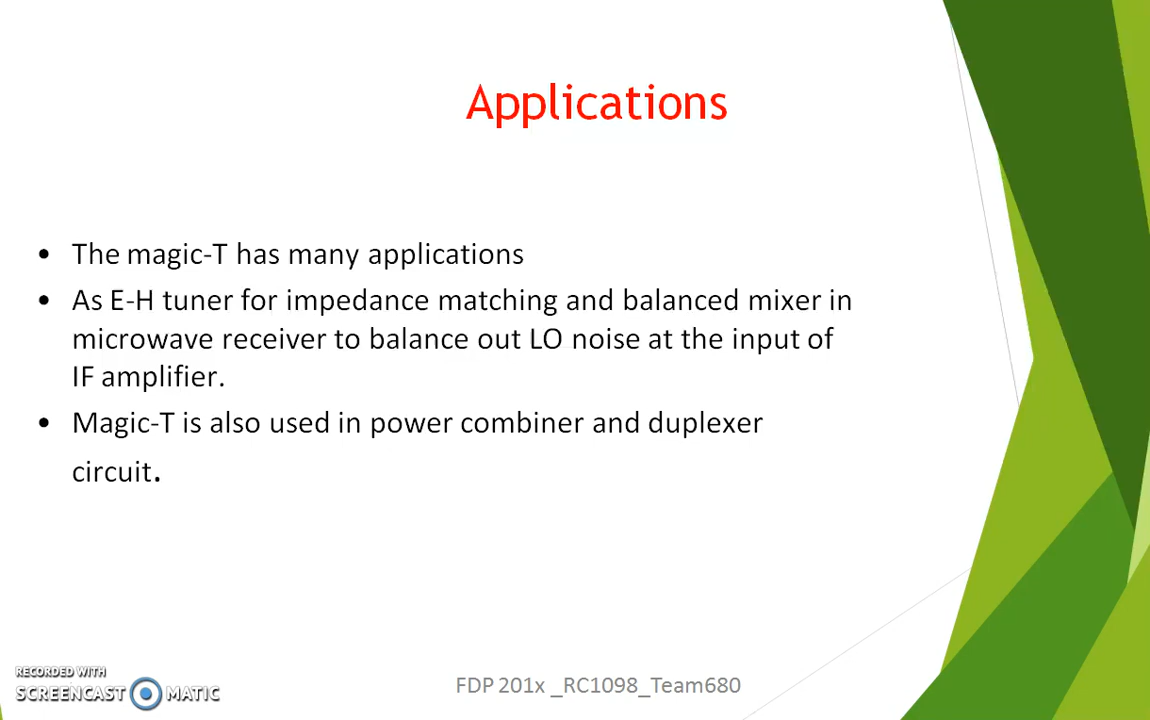 Applications
• The magic-T has many applications
• As E-H tuner for impedance matching and balanced mixer in
microwave receiver to balance out LO noise at the input of
IF amplifier.
• Magic-T is also used in power combiner and duplexer
circuit.
RECORDED WITH
SCREENCAST MATIC
FDP 201x _RC1098_Team680